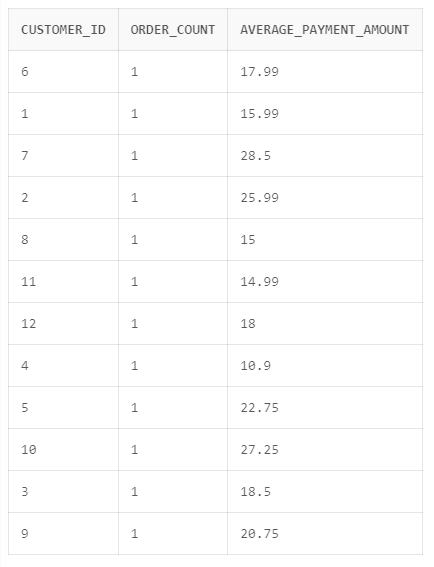 CUSTOMER_ID ORDER_COUNT AVERAGE_PAYMENT_AMOUNT
6 1 17.99
1 1 15.99
7 1 28.5
2 1 25.99
8 1 15
11 1 14.99
12 1 18
4 1 10.9
5 1 22.75
10 1 27.25
3 1 18.5
9 1 20.75